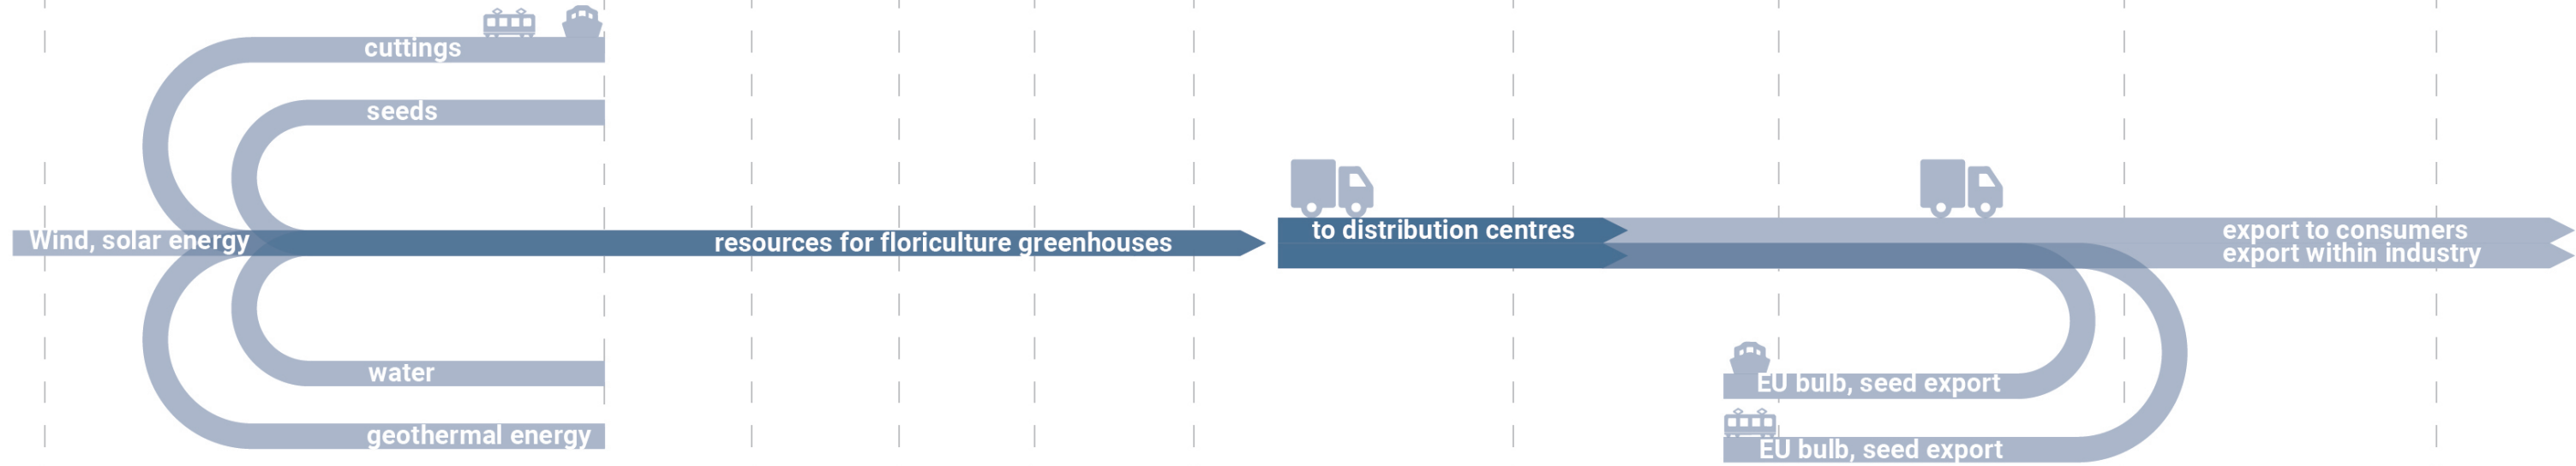 cuttings
seeds
Wind, solar energy
resources for floriculture greenhouses
to distribution centres
export to consumers
export within industry
water
EU bulb, seed export
geothermal energy
EU bulb, seed export